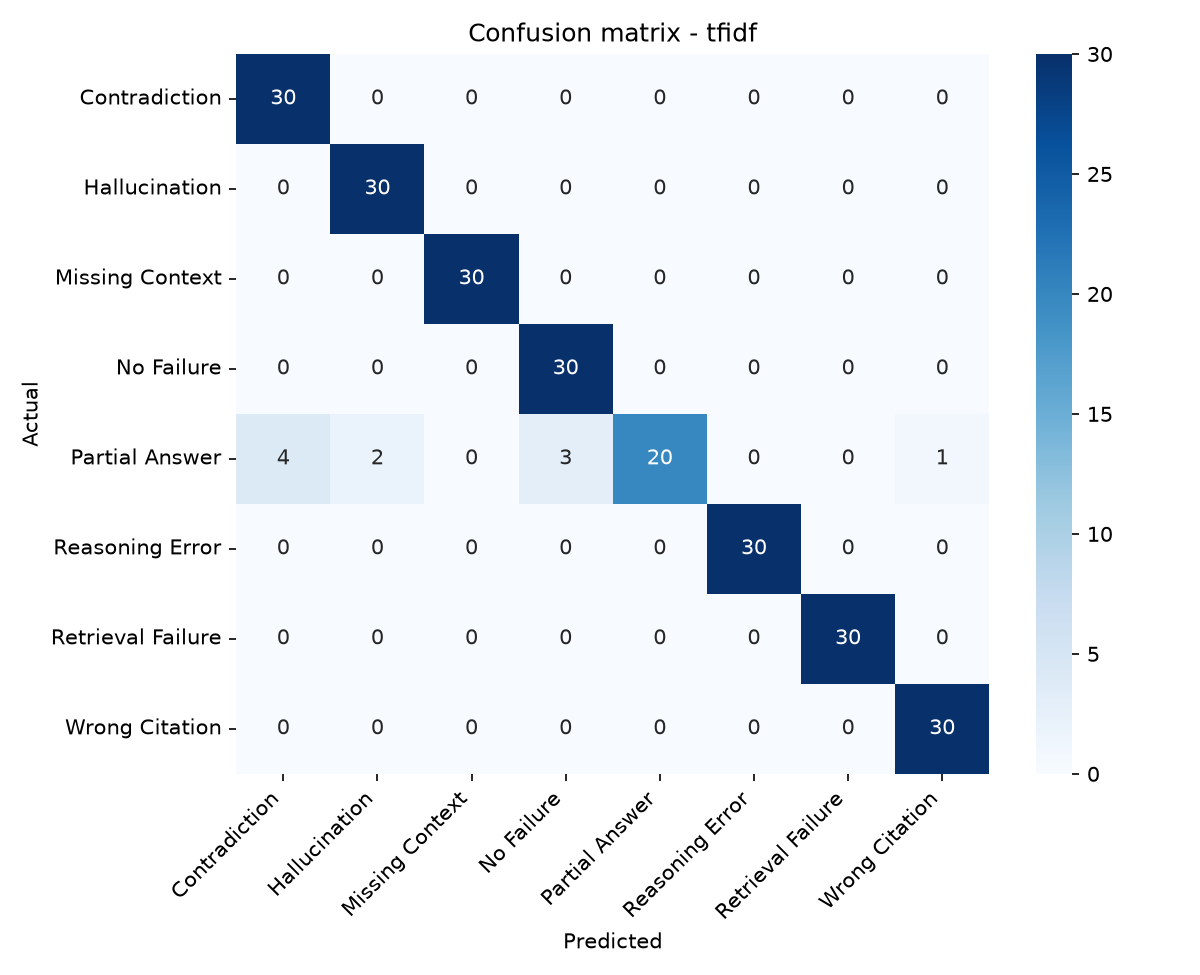 Confusion matrix - tfidf
Actual
Contradiction 30 0 0 0 0 0 0 0
Hallucination 0 30 0 0 0 0 0 0
Missing Context 0 0 30 0 0 0 0 0
No Failure 0 0 0 30 0 0 0 0
Partial Answer 4 2 0 3 20 0 0 1
Reasoning Error 0 0 0 0 0 30 0 0
Retrieval Failure 0 0 0 0 0 0 30 0
Wrong Citation 0 0 0 0 0 0 0 30
Contradiction
Hallucination
Missing Context
No Failure
Partial Answer
Reasoning Error
Retrieval Failure
Wrong Citation
Predicted
30
25
20
15
10
5
0